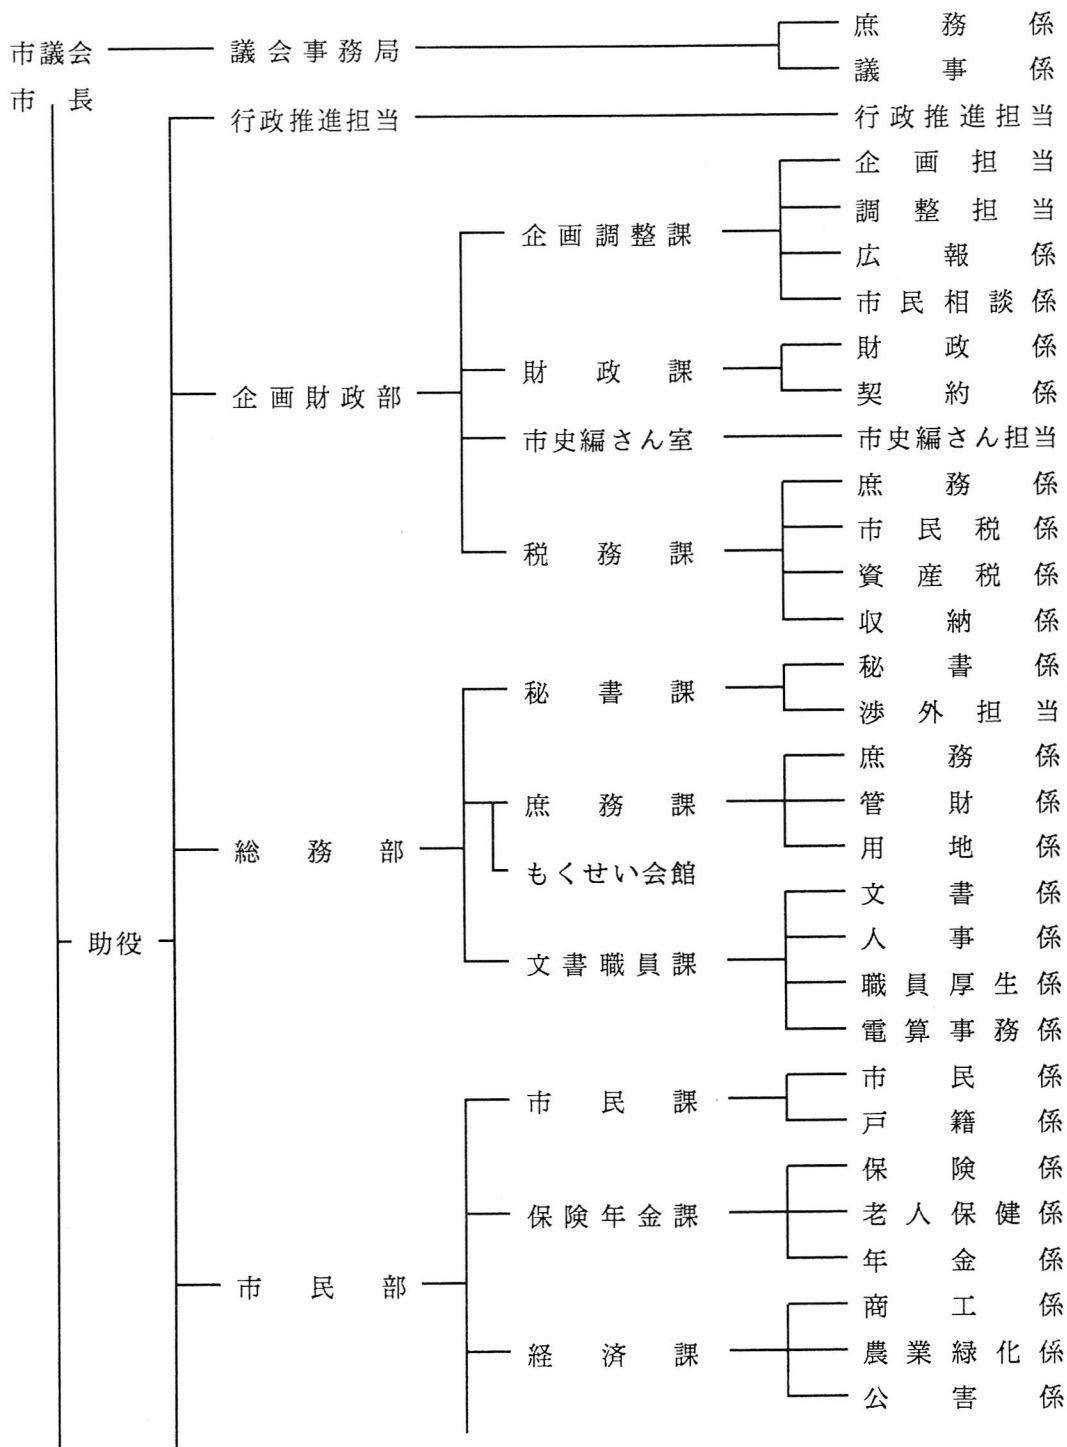 市議会 議会事務局 庶務係
議事係
市長
行政推進担当 行政推進担当
企画担当
調整担当
企画調整課
広報係
市民相談係
財政係
財政課
契約係
企画財政部
市史編さん室 市史編さん担当
庶務係
市民税係
税務課
資産税係
収納係
秘書係
秘書課
渉外担当
庶務係
庶務課 管財係
用地係
総務部
もくせい会館
文書係
人事係
助役
文書職員課
職員厚生係
電算事務係
市民係
市民課
戸籍係
保険係
保険年金課 老人保健係
年金係
市民部
商工係
経済課 農業緑化係
公害係